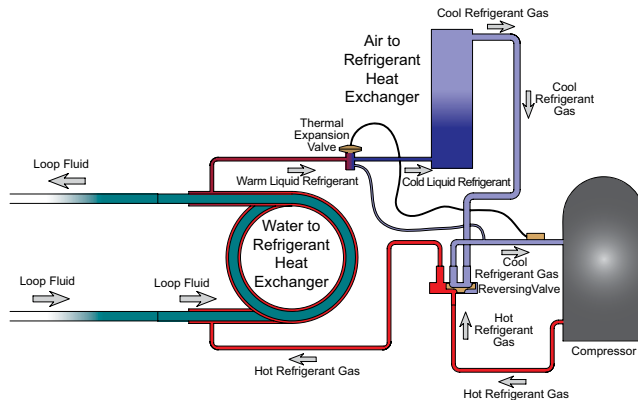 Cool Refrigerant Gas
Air to
Refrigerant
Heat
Exchanger
Cool
Refrigerant
Gas
Thermal
Expansion
Valve
Loop Fluid
Warm Liquid Refrigerant
Cold Liquid Refrigerant
Water to
Refrigerant
Heat
Exchanger
Loop Fluid
Loop Fluid
Cool
Refrigerant Gas
ReversingValve
Hot
Refrigerant
Gas
Compressor
Hot Refrigerant Gas
Hot Refrigerant Gas